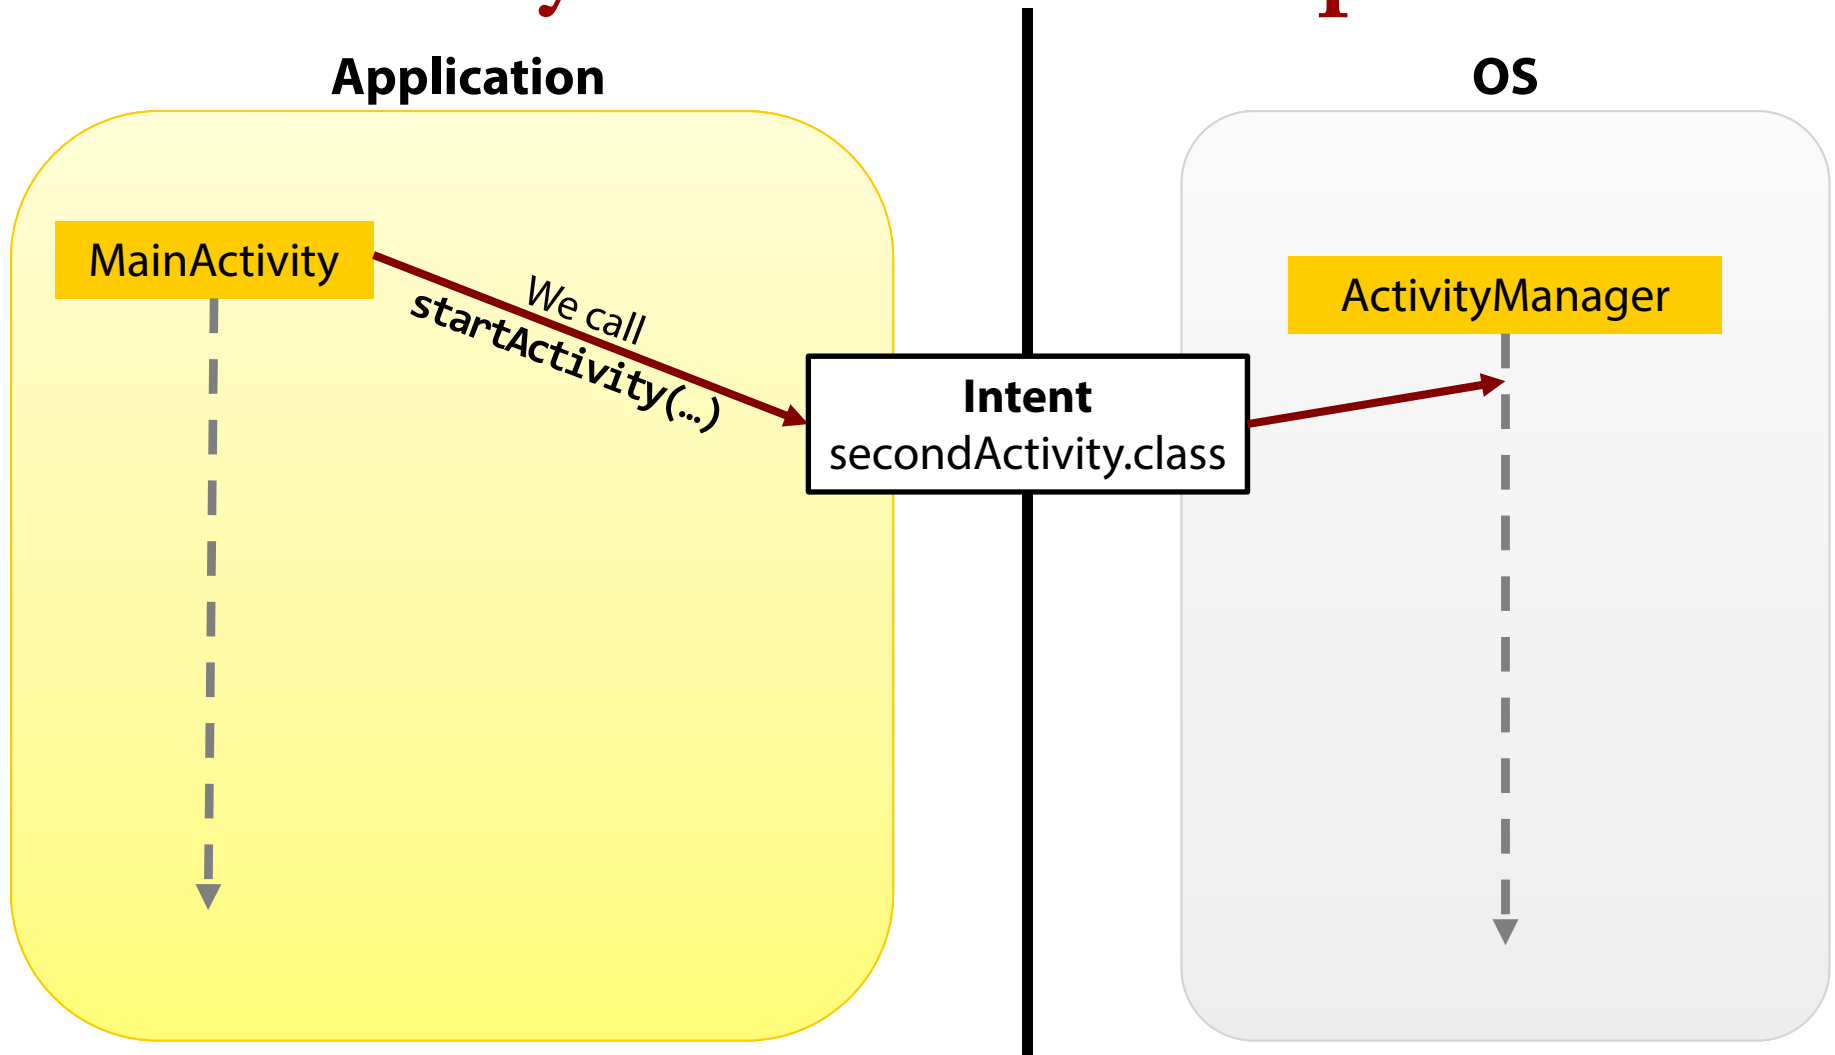 Application
OS
MainActivity
We call
startActivity(…)
ActivityManager
Intent
secondActivity.class